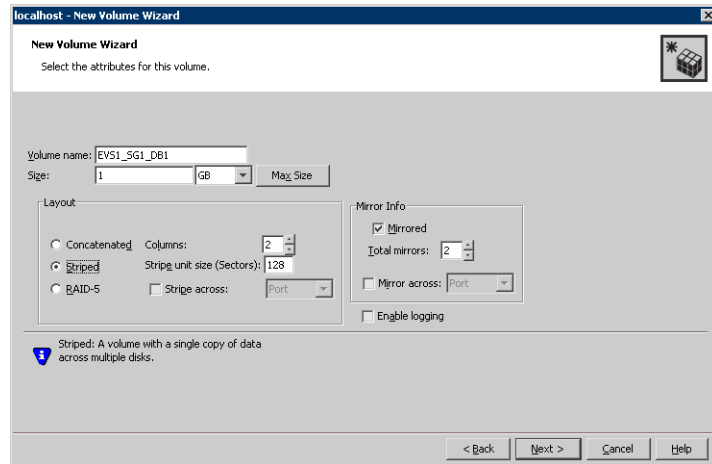 localhost - New Volume Wizard
New Volume Wizard
Select the attributes for this volume.
Volume name: EVS1_SG1_DB1
Size: 1 GB Max Size
Layout
Concatenated Columns: 2
Striped Stripe unit size (Sectors): 128
RAID-5 Stripe across: Port
Mirror Info
Mirrored
Total mirrors: 2
Mirror across: Port
Enable logging
Striped: A volume with a single copy of data
across multiple disks.
< Back Next > Cancel Help